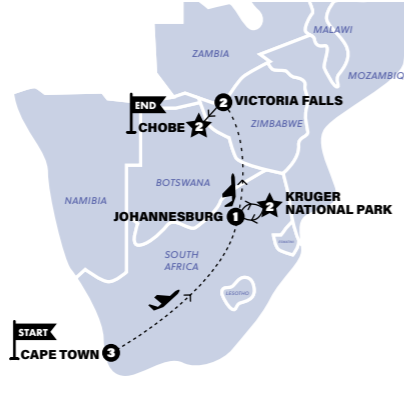 MALAWI
ZAMBIA
MOZAMBIQ
END
2 VICTORIA FALLS
CHOBE 2
ZIMBABWE
BOTSWANA
NAMIBIA
KRUGER
2 NATIONAL PARK
JOHANNESBURG 1
SOUTH
AFRICA
LESOTHO
START
CAPE TOWN 3